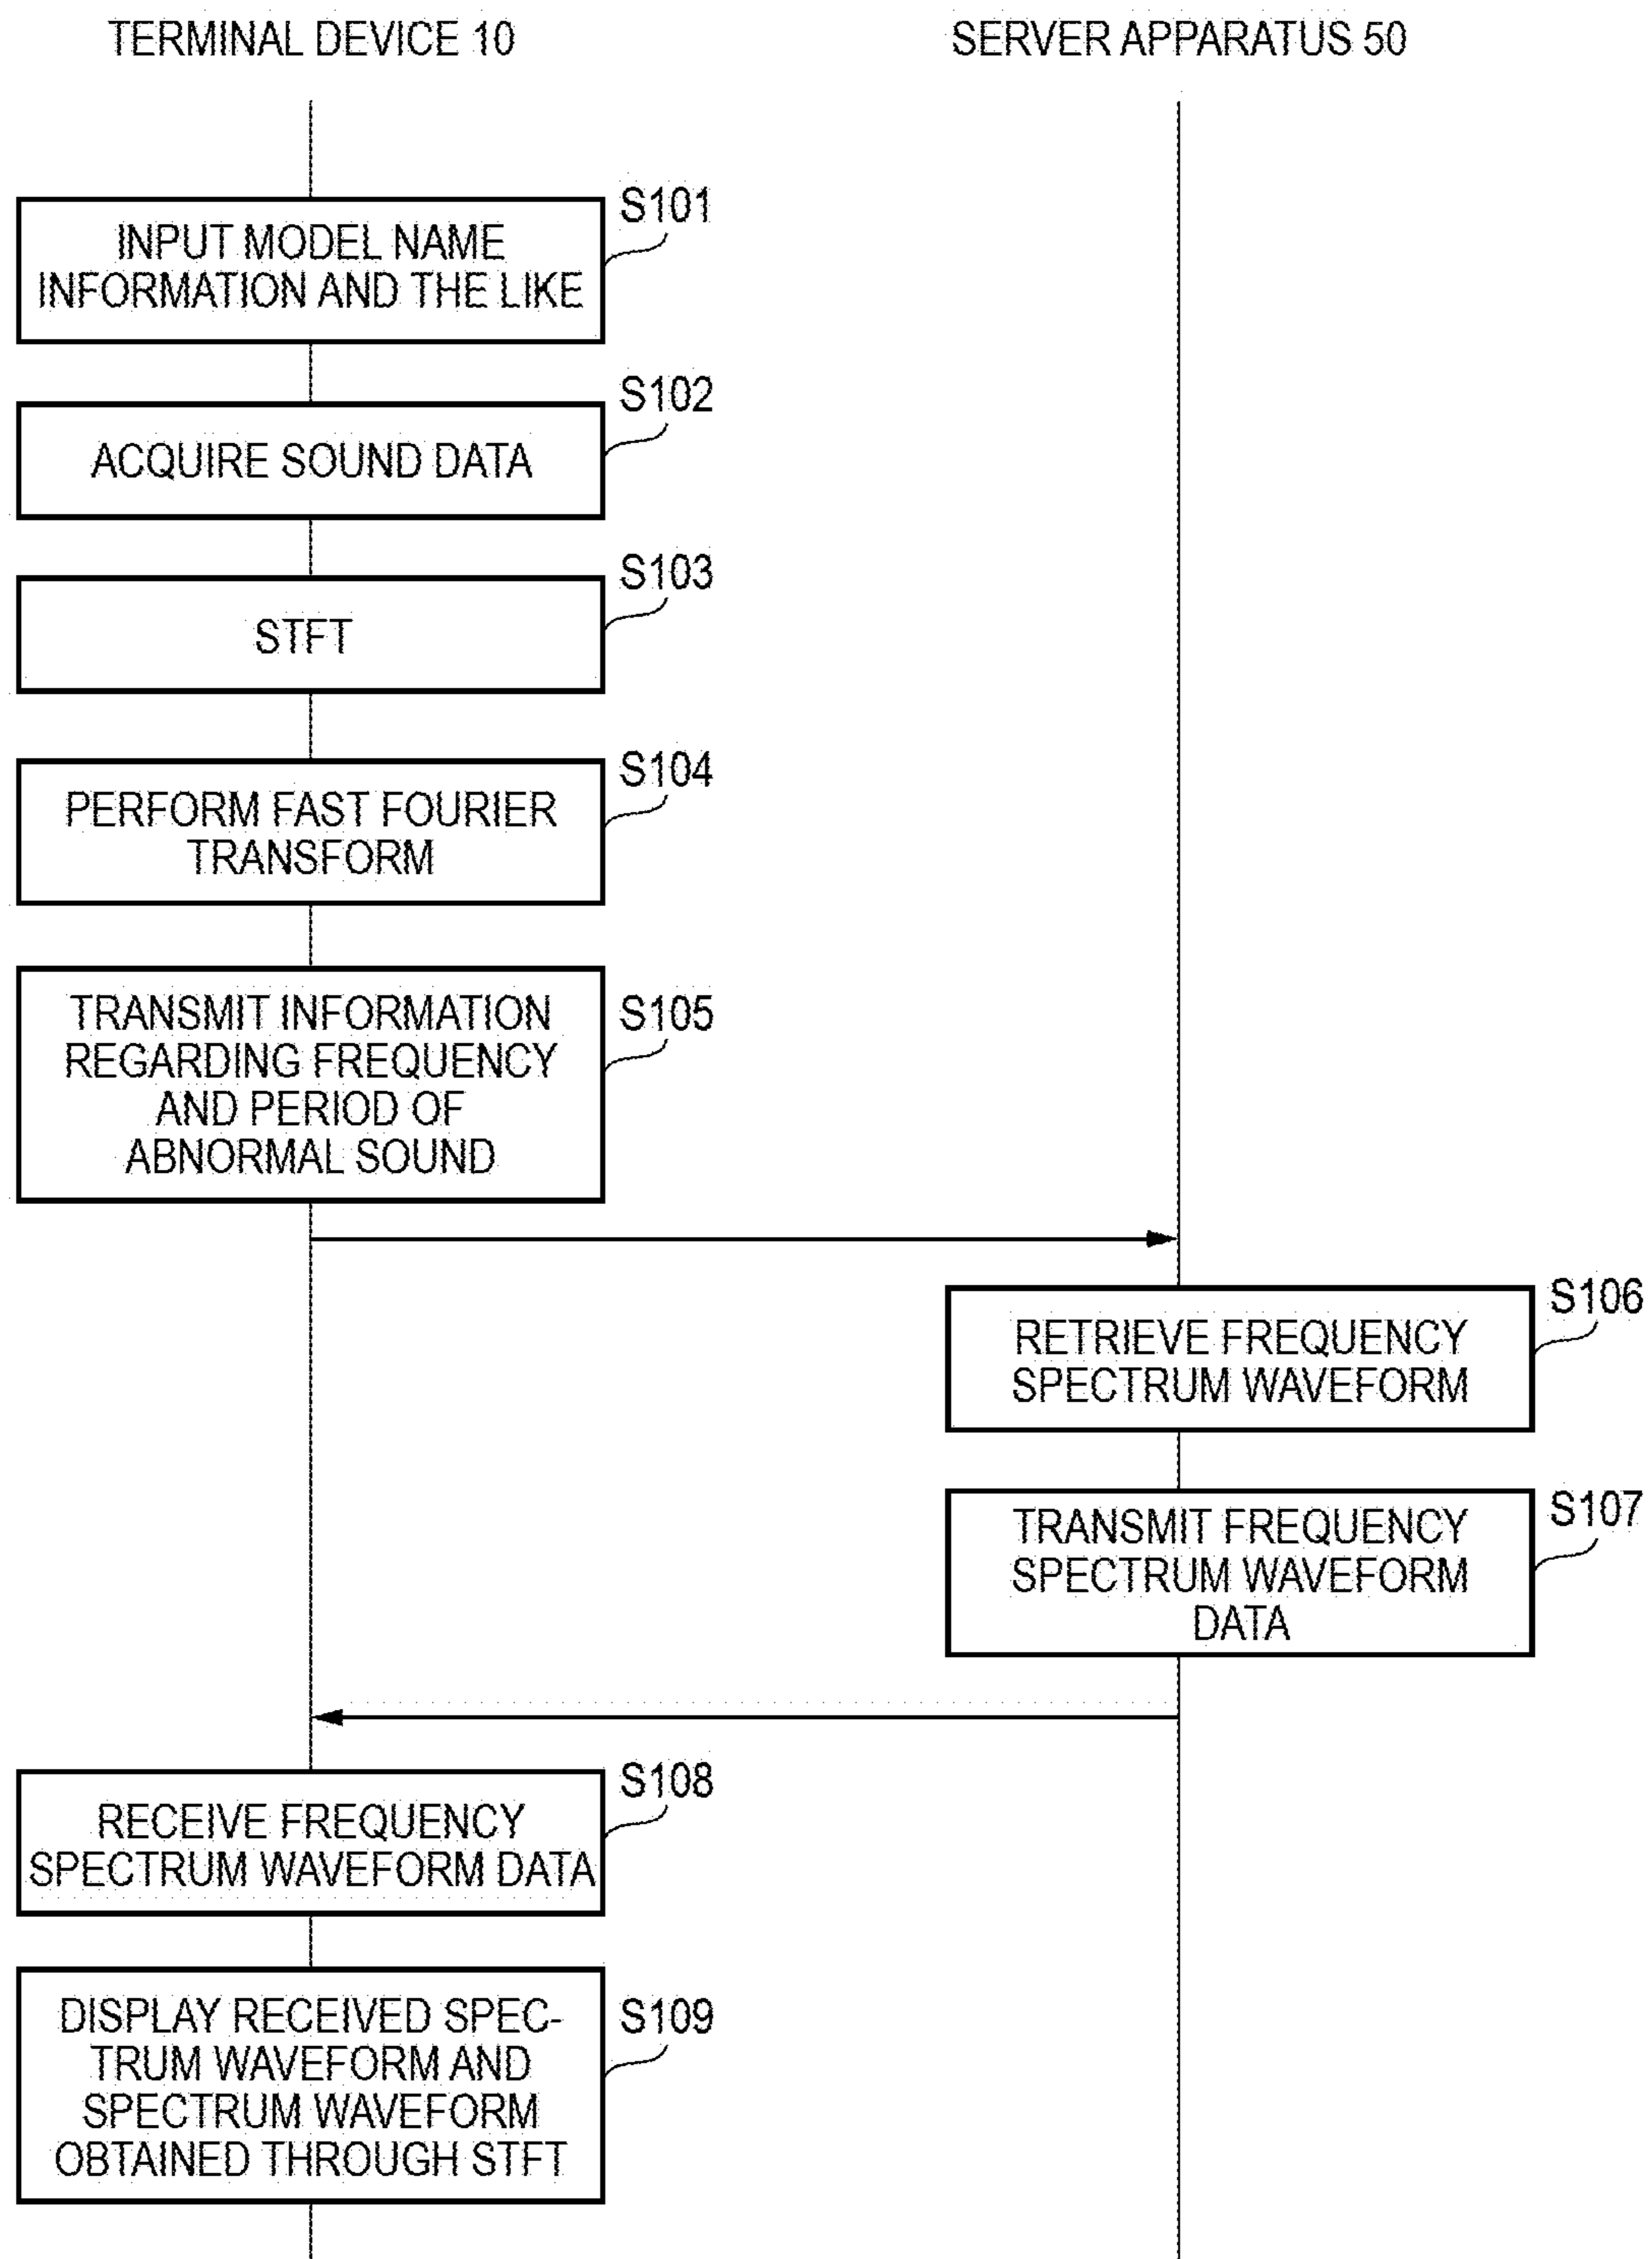 TERMINAL DEVICE 10
SERVER APPARATUS 50
S101
INPUT MODEL NAME
INFORMATION AND THE LIKE
S102
ACQUIRE SOUND DATA
S103
STFT
S104
PERFORM FAST FOURIER
TRANSFORM
S105
TRANSMIT INFORMATION
REGARDING FREQUENCY
AND PERIOD OF
ABNORMAL SOUND
S106
RETRIEVE FREQUENCY
SPECTRUM WAVEFORM
S107
TRANSMIT FREQUENCY
SPECTRUM WAVEFORM
DATA
S108
RECEIVE FREQUENCY
SPECTRUM WAVEFORM DATA
S109
DISPLAY RECEIVED SPEC-
TRUM WAVEFORM AND
SPECTRUM WAVEFORM
OBTAINED THROUGH STFT